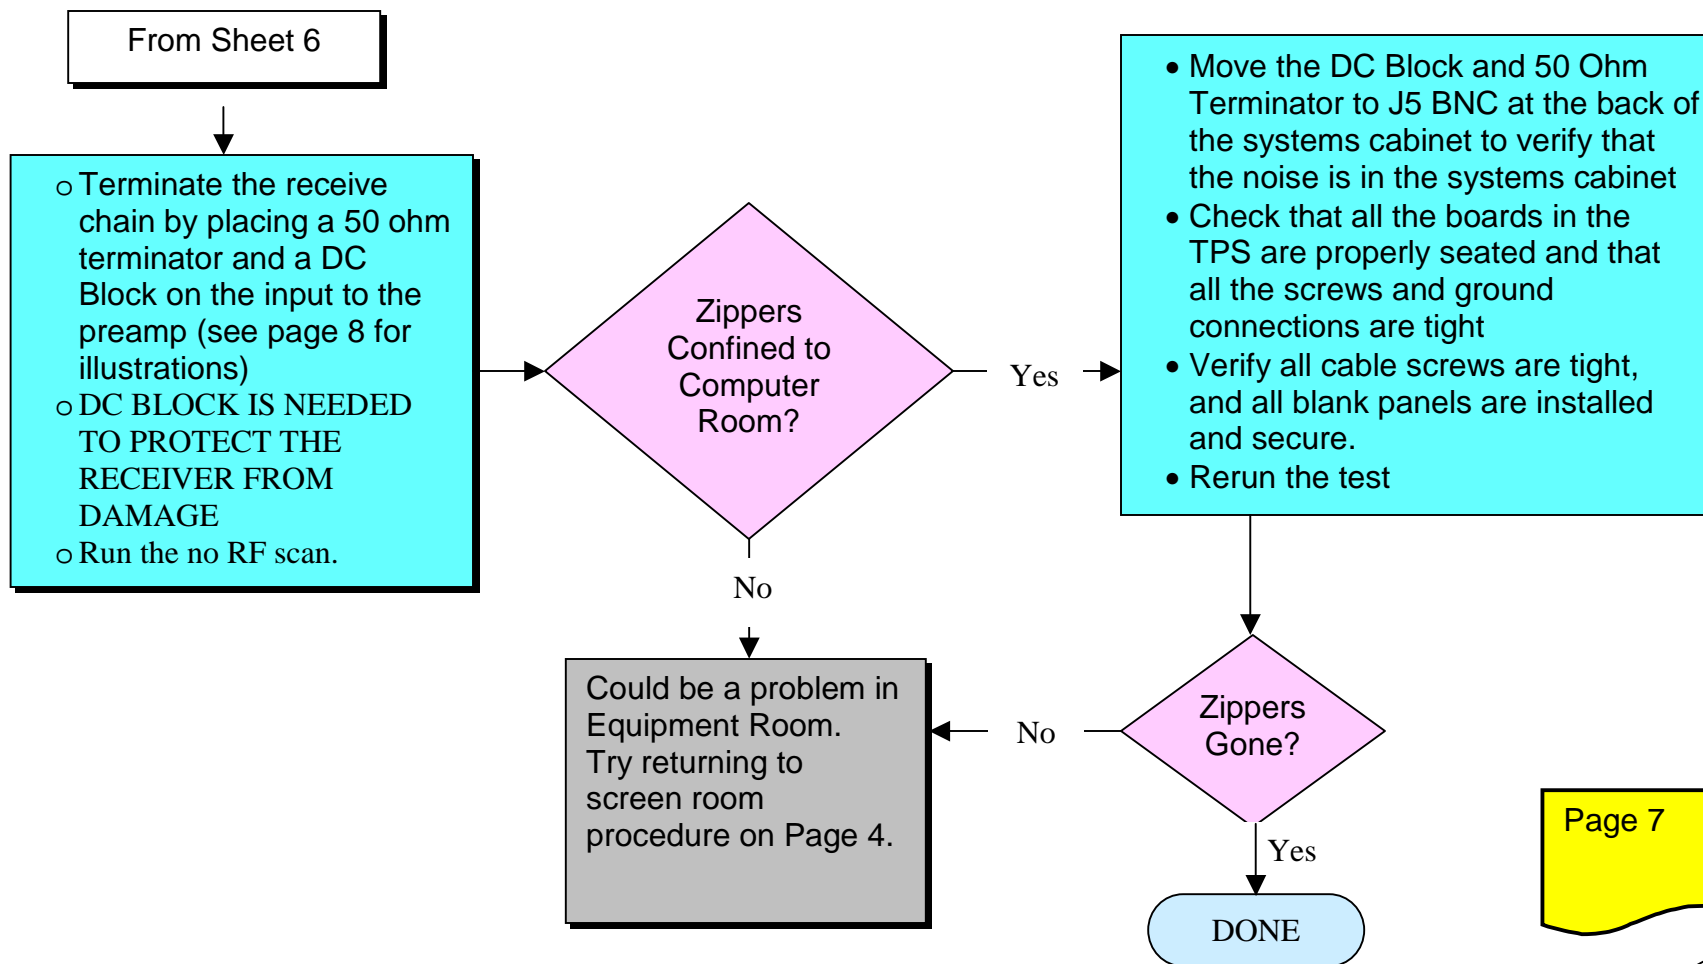 From Sheet 6
o Terminate the receive
chain by placing a 50 ohm
terminator and a DC
Block on the input to the
preamp (see page 8 for
illustrations)
o DC BLOCK IS NEEDED
TO PROTECT THE
RECEIVER FROM
DAMAGE
o Run the no RF scan.
Zippers
Confined to
Computer
Room?
Yes
• Move the DC Block and 50 Ohm
Terminator to J5 BNC at the back of
the systems cabinet to verify that
the noise is in the systems cabinet
• Check that all the boards in the
TPS are properly seated and that
all the screws and ground
connections are tight
• Verify all cable screws are tight,
and all blank panels are installed
and secure.
• Rerun the test
No
Could be a problem in
Equipment Room.
Try returning to
screen room
procedure on Page 4.
No
Zippers
Gone?
Yes
DONE
Page 7